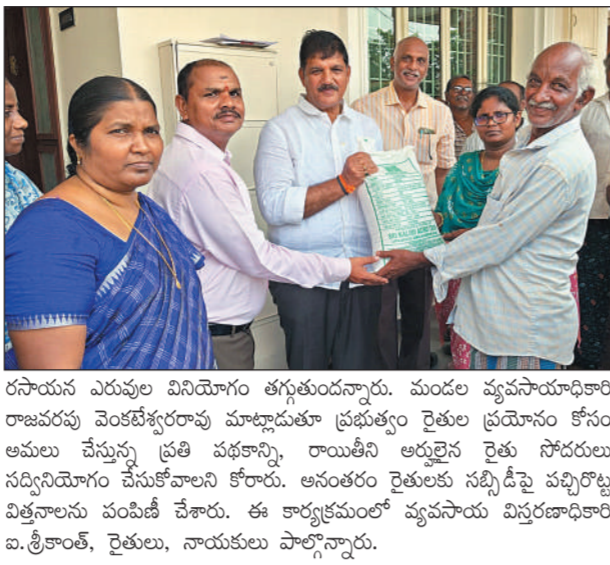 రసాయన ఎరువుల వినియోగం తగ్గుతుందన్నారు. మండల వ్యవసాయాధికారి
రాజవరపు వెంకటేశ్వరరావు మాట్లాడుతూ ప్రభుత్వం రైతుల ప్రయోనం కోసం
అమలు చేస్తున్న ప్రతి పథకాన్ని, రాయితీని అర్హులైన రైతు సోదరులు
సద్వినియోగం చేసుకోవాలని కోరారు. అనంతరం రైతులకు సబ్సిడీపై పచ్చిరొట్ట
విత్తనాలను పంపిణీ చేశారు. ఈ కార్యక్రమంలో వ్యవసాయ విస్తరణాధికారి
ఐ.శ్రీకాంత్, రైతులు, నాయకులు పాల్గొన్నారు.